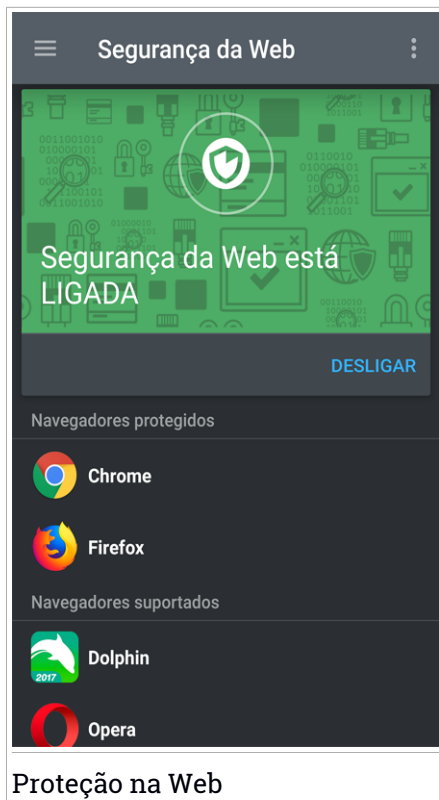 Segurança da Web
Segurança da Web está
LIGADA
DESLIGAR
Navegadores protegidos
Chrome
Firefox
Navegadores suportados
Dolphin
2017
Opera
Proteção na Web